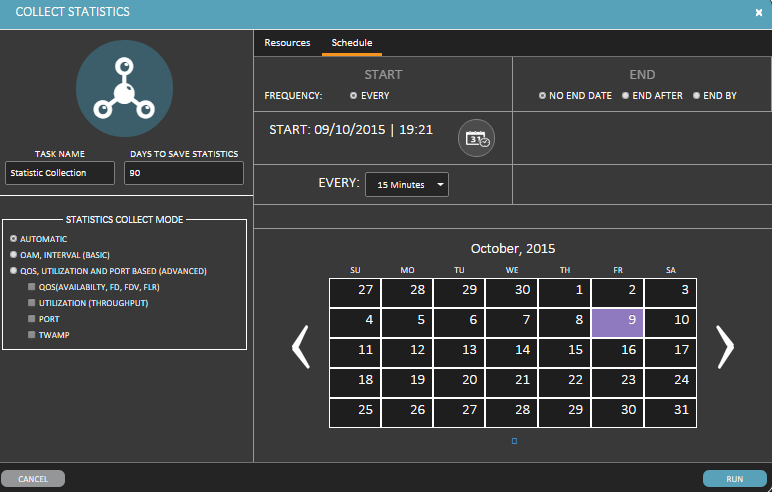 COLLECT STATISTICS
Resources Schedule
START
END
FREQUENCY: EVERY
NO END DATE END AFTER END BY
START: 09/10/2015 | 19:21
31
EVERY: 15 Minutes
TASK NAME DAYS TO SAVE STATISTICS
Statistic Collection 90
STATISTICS COLLECT MODE
AUTOMATIC
OAM, INTERVAL (BASIC)
QOS, UTILIZATION AND PORT BASED (ADVANCED)
QOS(AVAILABILTY, FD, FDV, FLR)
UTILIZATION (THROUGHPUT)
PORT
TWAMP
October, 2015
SU MO TU WE TH FR SA
27 28 29 30 1 2 3
4 5 6 7 8 9 10
11 12 13 14 15 16 17
18 19 20 21 22 23 24
25 26 27 28 29 30 31
CANCEL RUN